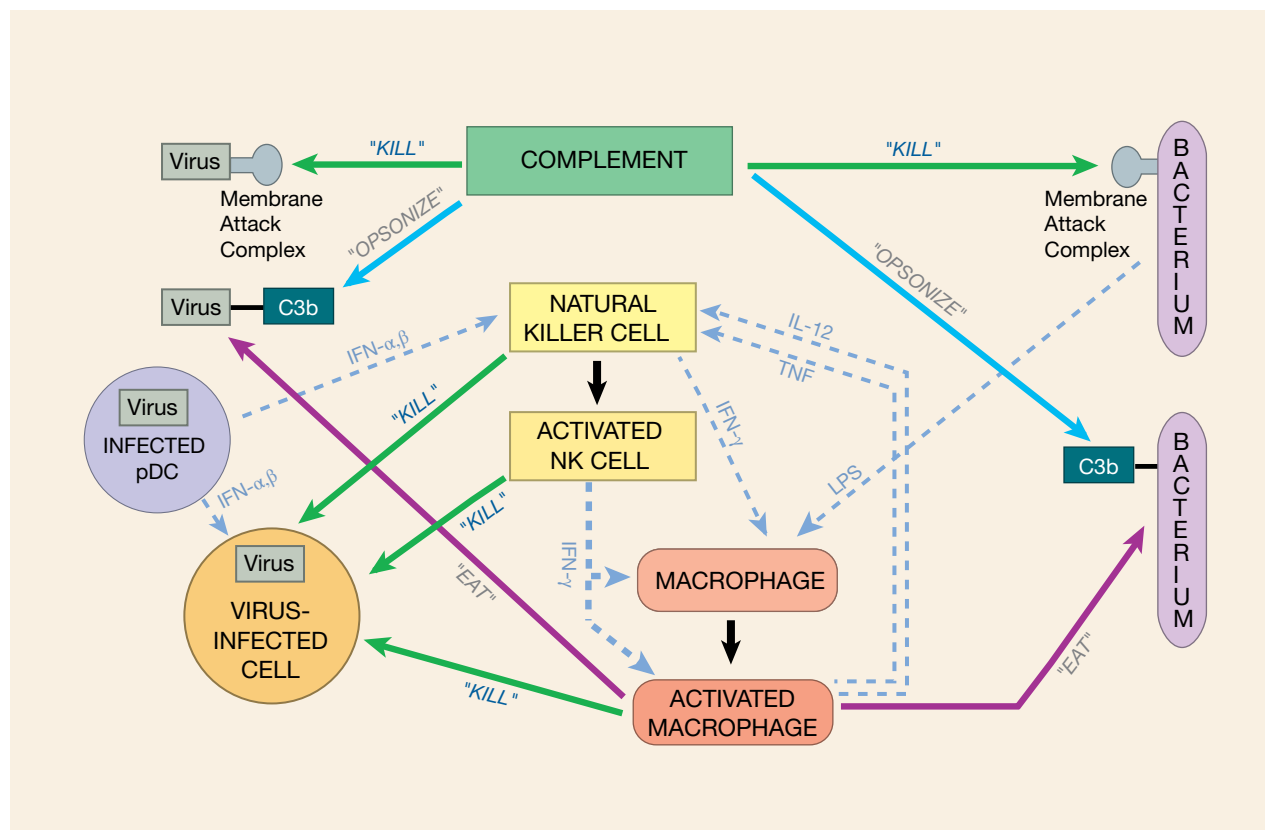 COMPLEMENT
"KILL"
"KILL"
Virus
Membrane
Attack
Complex
"OPSONIZE"
Membrane
Attack
Complex
BACTERIUM
"OPSONIZE"
Virus
C3b
NATURAL
KILLER CELL
IL-12
TNF
IFN-α,β
"KILL"
Virus
INFECTED
pDC
ACTIVATED
NK CELL
IFN-γ
LPS
C3b
BACTERIUM
IFN-α,β
"KILL"
Virus
VIRUS-
INFECTED
CELL
"EAT"
IFN-γ
MACROPHAGE
"EAT"
"KILL"
ACTIVATED
MACROPHAGE